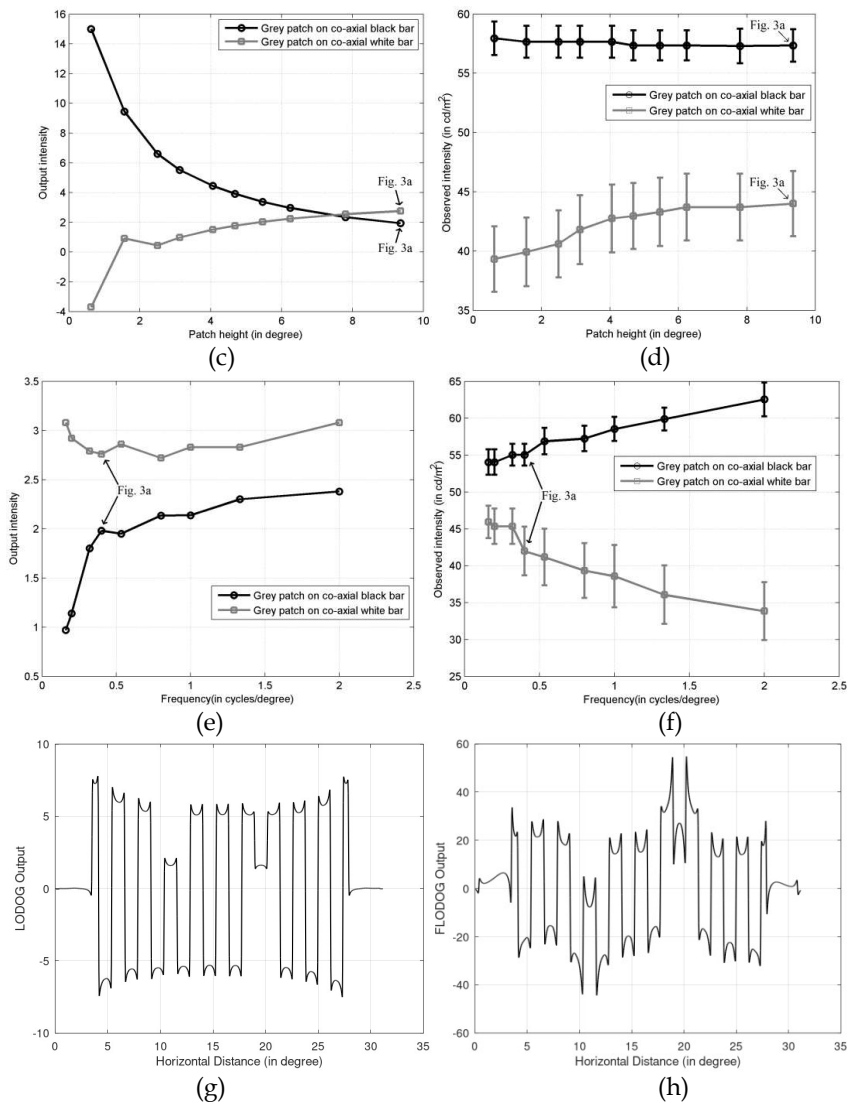 16
14
12
10
8
6
4
2
0
-2
-4
Output intensity
Grey patch on co-axial black bar
Grey patch on co-axial white bar
Fig. 3a
Fig. 3a
0 2 4 6 8 10
Patch height (in degree)
(c)
60
55
50
45
40
35
Observed intensity (in cd/m²)
Fig. 3a
Grey patch on co-axial black bar
Grey patch on co-axial white bar
Fig. 3a
0 2 4 6 8 10
Patch height (in degree)
(d)
3.5
3
2.5
2
1.5
1
0.5
Output intensity
Fig. 3a
Grey patch on co-axial black bar
Grey patch on co-axial white bar
0 0.5 1 1.5 2 2.5
Frequency(in cycles/degree)
(e)
65
60
55
50
45
40
35
30
25
Observed intensity (in cd/m²)
Grey patch on co-axial black bar
Grey patch on co-axial white bar
Fig. 3a
0 0.5 1 1.5 2 2.5
Frequency(in cycles/degree)
(f)
10
5
0
-5
-10
LODOG Output
0 5 10 15 20 25 30 35
Horizontal Distance (in degree)
(g)
60
40
20
0
-20
-40
-60
FLODOG Output
0 5 10 15 20 25 30 35
Horizontal Distance (in degree)
(h)